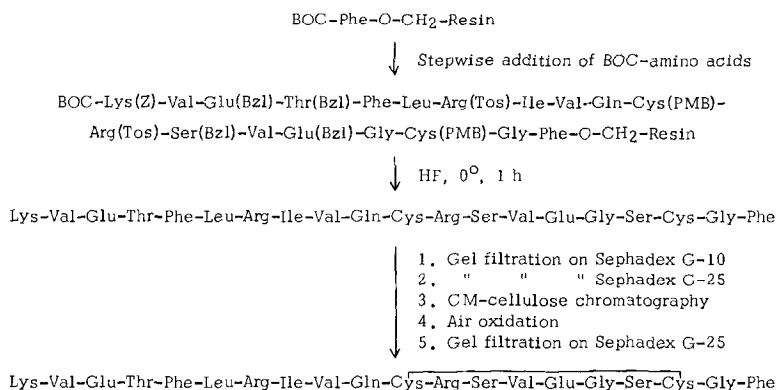 BOC-Phe-O-CH2-Resin
Stepwise addition of BOC-amino acids
BOC-Lys(Z)-Val-Glu(Bzl)-Thr(Bzl)-Phe-Leu-Arg(Tos)-Ile-Val-Gln-Cys(PMB)-
Arg(Tos)-Ser(Bzl)-Val-Glu(Bzl)-Gly-Cys(PMB)-Gly-Phe-O-CH2-Resin
HF, 0°, 1 h
Lys-Val-Glu-Thr-Phe-Leu-Arg-Ile-Val-Gln-Cys-Arg-Ser-Val-Glu-Gly-Ser-Cys-Gly-Phe
1. Gel filtration on Sephadex G-10
2. " " " Sephadex G-25
3. CM-cellulose chromatography
4. Air oxidation
5. Gel filtration on Sephadex G-25
Lys-Val-Glu-Thr-Phe-Leu-Arg-Ile-Val-Gln-Cys-Arg-Ser-Val-Glu-Gly-Ser-Cys-Gly-Phe